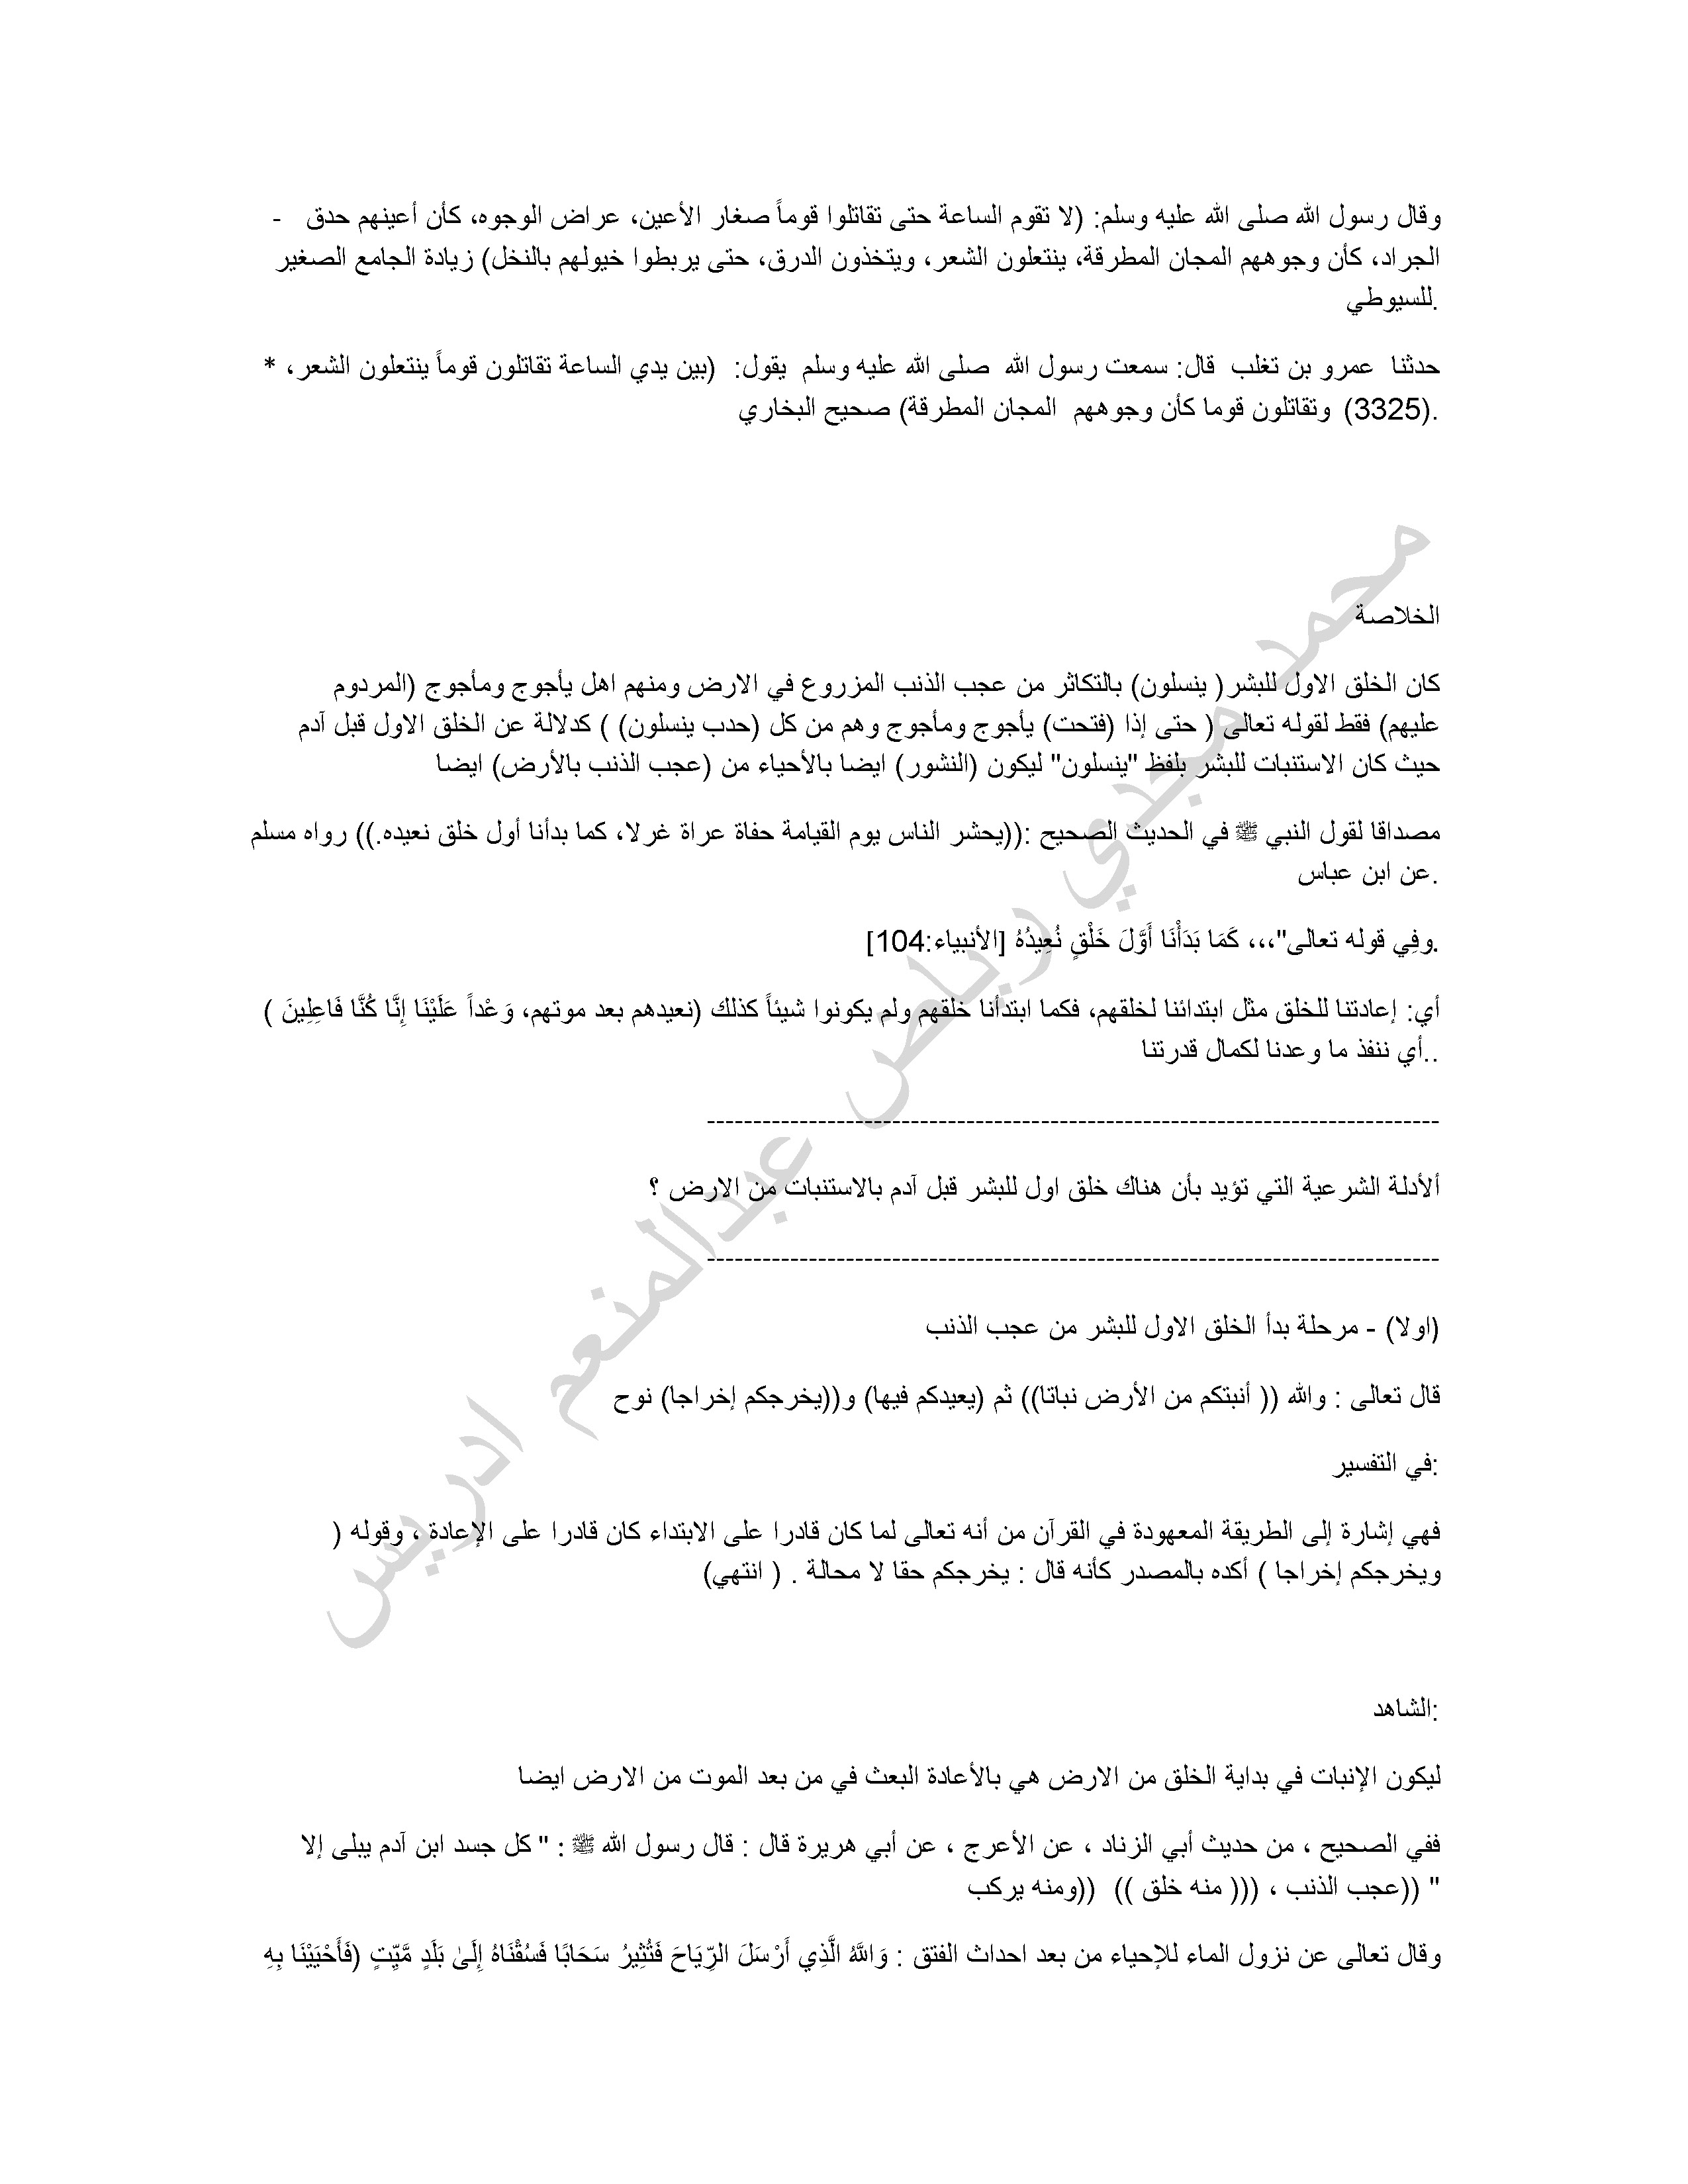 وقال رسول الله صلى الله عليه وسلم: (لا تقوم الساعة حتى تقاتلوا قوماً صغار الأعين، عراض الوجوه، كأن أعينهم حدق -
الجراد، كأن وجوههم المجان المطرقة، ينتعلون الشعر، ويتخذون الدرق، حتى يربطوا خيولهم بالنخل) زيادة الجامع الصغير
.للسيوطي
حدثنا عمرو بن تغلب قال: سمعت رسول الله صلى الله عليه وسلم يقول: (بين يدي الساعة تقاتلون قوماً ينتعلون الشعر، *
.(3325) وتقاتلون قوما كأن وجوههم المجان المطرقة) صحيح البخاري
الخلاصة
كان الخلق الاول للبشر( ينسلون) بالتكاثر من عجب الذنب المزروع في الارض ومنهم اهل يأجوج ومأجوج (المردوم
عليهم) فقط لقوله تعالى ( حتى إذا (فتحت) يأجوج ومأجوج وهم من كل (حدب ينسلون) ) كدلالة عن الخلق الاول قبل آدم
حيث كان الاستنبات للبشر بلفظ "ينسلون" ليكون (النشور) ايضا بالأحياء من (عجب الذنب بالأرض) ايضا
مصداقا لقول النبي ﷺ في الحديث الصحيح :((يحشر الناس يوم القيامة حفاة عراة غرلا، كما بدأنا أول خلق نعيده.)) رواه مسلم
.عن ابن عباس
.وفِي قوله تعالى"،،، كَمَا بَدَأْنَا أَوَّلَ خَلْقٍ نُعِيدُهُ [الأنبياء:104]
أي: إعادتنا للخلق مثل ابتدائنا لخلقهم، فكما ابتدأنا خلقهم ولم يكونوا شيئاً كذلك (نعيدهم بعد موتهم، وَعْداً عَلَيْنَا إِنَّا كُنَّا فَاعِلِينَ )
..أي ننفذ ما وعدنا لكمال قدرتنا
--------------------------------------------------------------------------------
ألأدلة الشرعية التي تؤيد بأن هناك خلق اول للبشر قبل آدم بالاستنبات من الارض ؟
--------------------------------------------------------------------------------
(اولا) - مرحلة بدأ الخلق الاول للبشر من عجب الذنب
قال تعالى : والله (( أنبتكم من الأرض نباتا)) ثم (يعيدكم فيها) و((يخرجكم إخراجا) نوح
:في التفسير
فهي إشارة إلى الطريقة المعهودة في القرآن من أنه تعالى لما كان قادرا على الابتداء كان قادرا على الإعادة ، وقوله (
ويخرجكم إخراجا ) أكده بالمصدر كأنه قال : يخرجكم حقا لا محالة . ( انتهي)
:الشاهد
ليكون الإنبات في بداية الخلق من الارض هي بالأعادة البعث في من بعد الموت من الارض ايضا
ففي الصحيح ، من حديث أبي الزناد ، عن الأعرج ، عن أبي هريرة قال : قال رسول الله ﷺ : " كل جسد ابن آدم يبلى إلا
" ((عجب الذنب ، ((( منه خلق )) ((ومنه يركب
وقال تعالى عن نزول الماء للإحياء من بعد احداث الفتق : وَاللَّهُ الَّذِي أَرْسَلَ الرِّيَاحَ فَتُثِيرُ سَحَابًا فَسُقْنَاهُ إِلَىٰ بَلَدٍ مَّيِّتٍ (فَأَحْيَيْنَا بِهِ
محمد مجدي رياض عبدالمنعم ادريس